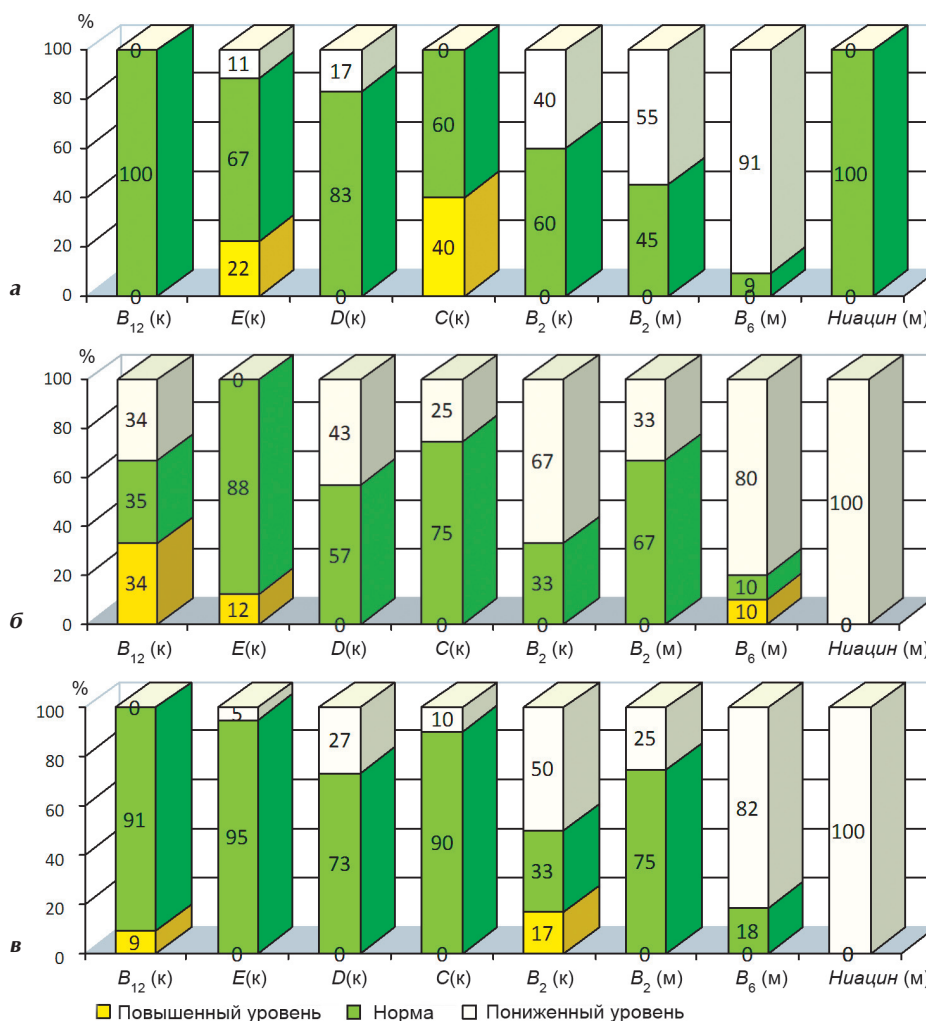 %
100
80
60
40
20
0
а
0 11 17 0 40 55 91 0
100 67 83 60 60 45 9 100
0 22 0 40 0 0 0 0
B12 (к) E(к) D(к) C(к) B2 (к) B2 (м) B6 (м) Ниацин (м)
%
100
80
60
40
20
0
б
34 0 43 25 67 33 80 100
35 88 57 75 33 67 10
34 12 0 0 0 0 10 0
B12 (к) E(к) D(к) C(к) B2 (к) B2 (м) B6 (м) Ниацин (м)
%
100
80
60
40
20
0
в
0 5 27 10 50 25 82 100
91 95 73 90 33 75 18
9 0 0 0 17 0 0 0
B12 (к) E(к) D(к) C(к) B2 (к) B2 (м) B6 (м) Ниацин (м)
Повышенный уровень Норма Пониженный уровень